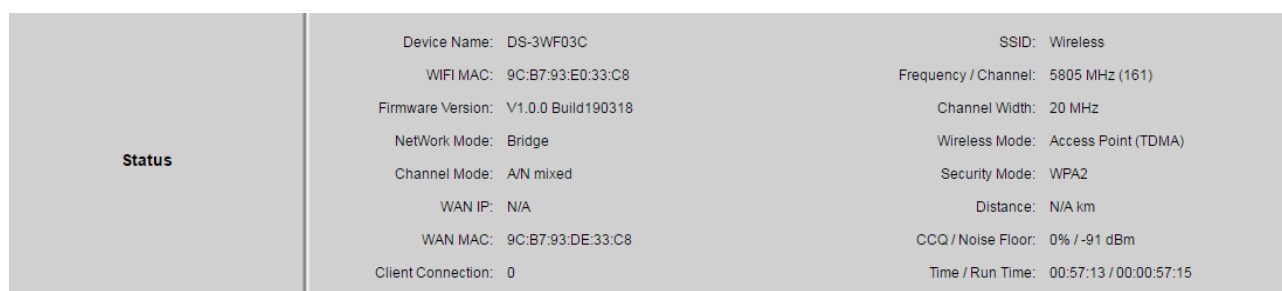 Status
Device Name: DS-3WF03C
WIFI MAC: 9C:B7:93:E0:33:C8
Firmware Version: V1.0.0 Build190318
NetWork Mode: Bridge
Channel Mode: A/N mixed
WAN IP: N/A
WAN MAC: 9C:B7:93:DE:33:C8
Client Connection: 0
SSID: Wireless
Frequency / Channel: 5805 MHz (161)
Channel Width: 20 MHz
Wireless Mode: Access Point (TDMA)
Security Mode: WPA2
Distance: N/A km
CCQ / Noise Floor: 0% / -91 dBm
Time / Run Time: 00:57:13 / 00:00:57:15